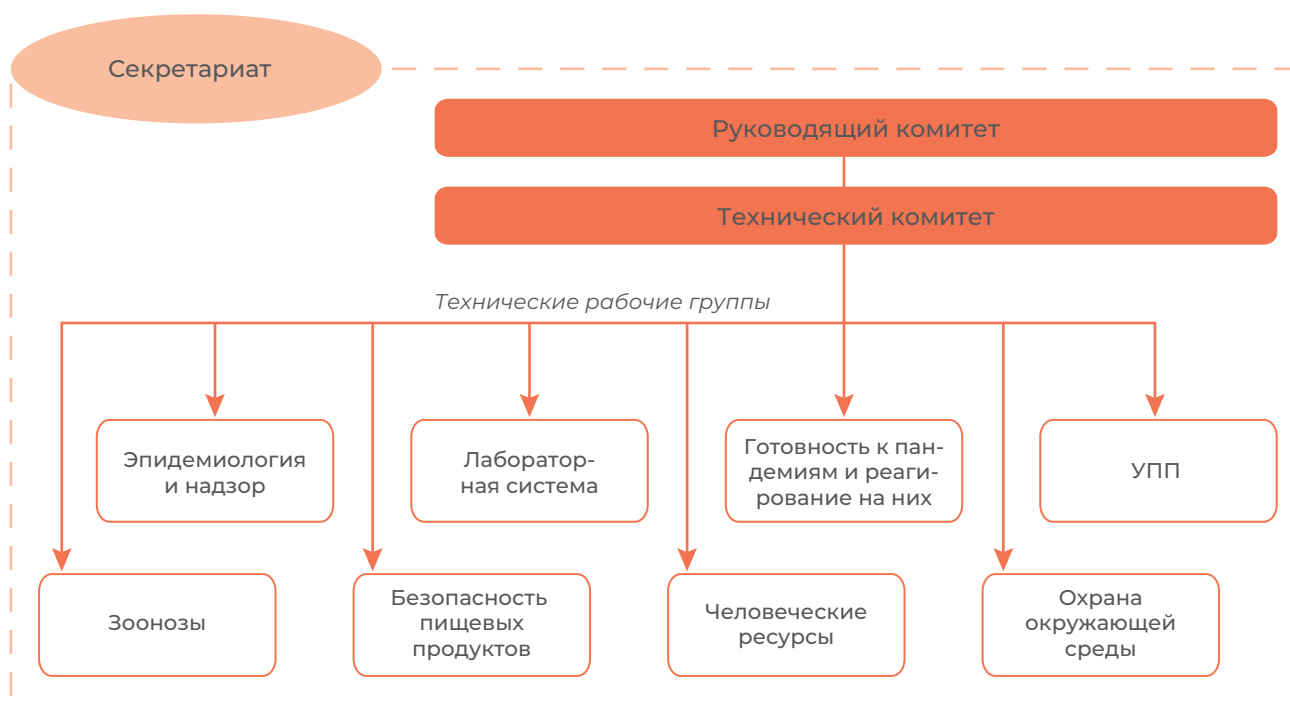 Секретариат
Руководящий комитет
Технический комитет
Технические рабочие группы
Эпидемиология
и надзор
Лаборатор-
ная система
Готовность к пан-
демиям и реаги-
рование на них
УПП
Зоонозы
Безопасность
пищевых
продуктов
Человеческие
ресурсы
Охрана
окружающей
среды